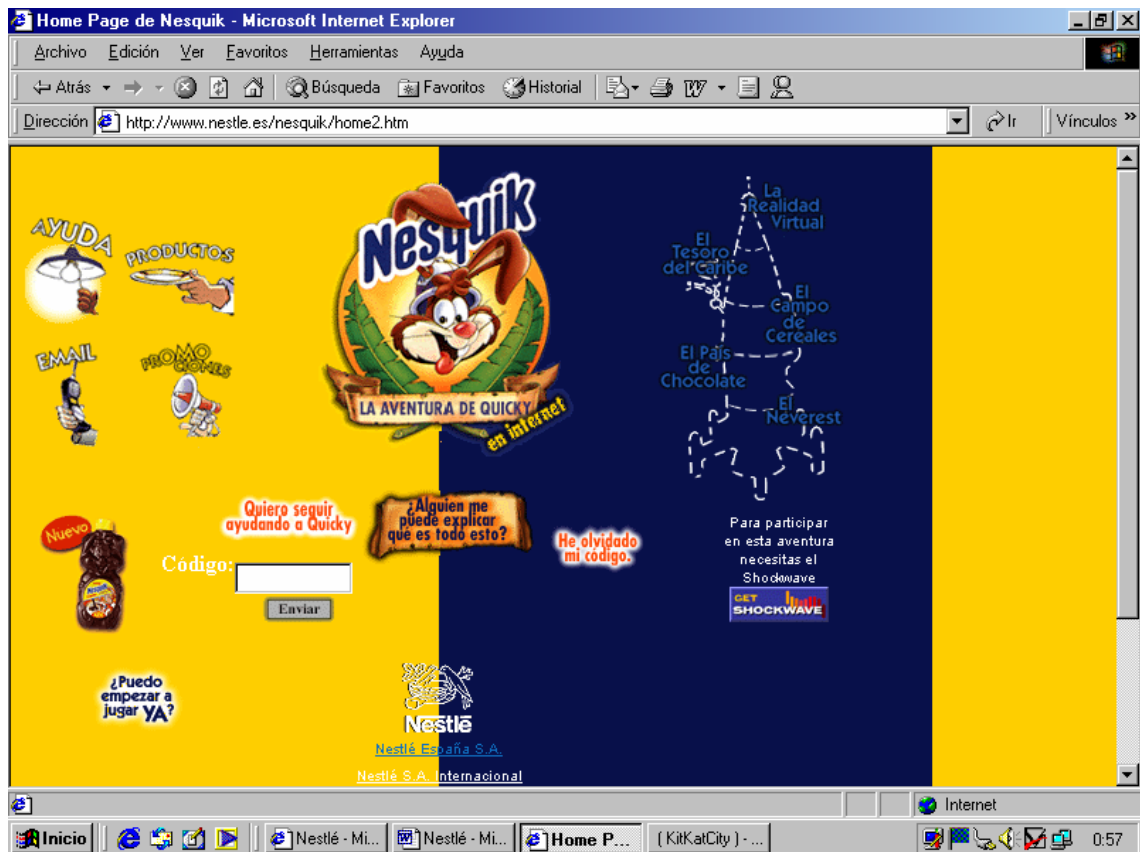 Home Page de Nesquik - Microsoft Internet Explorer
Archivo Edición Ver Favoritos Herramientas Ayuda
Atrás Búsqueda Favoritos Historial
Dirección http://www.nestle.es/nesquik/home2.htm Ir Vínculos »
AYUDA
PRODUCTOS
EMAIL
PROMO
CIONES
Nesquik
LA AVENTURA DE QUICKY
en internet
La
Realidad
Virtual
El
Tesoro
del Caribe
El
Campo
de
Cereales
El País
de
Chocolate
El
Neverest
Nuevo
Quiero seguir
ayudando a Quicky
Código:
Enviar
¿Alguien me
puede explicar
qué es todo esto?
He olvidado
mi código.
Para participar
en esta aventura
necesitas el
Shockwave
GET
SHOCKWAVE
¿Puedo
empezar a
jugar YA?
Nestlé
Nestlé España S.A.
Nestlé S.A. Internacional
Internet
Inicio Nestlé - Mi... Nestlé - Mi... Home P... ( KitKatCity ) - ... 0:57